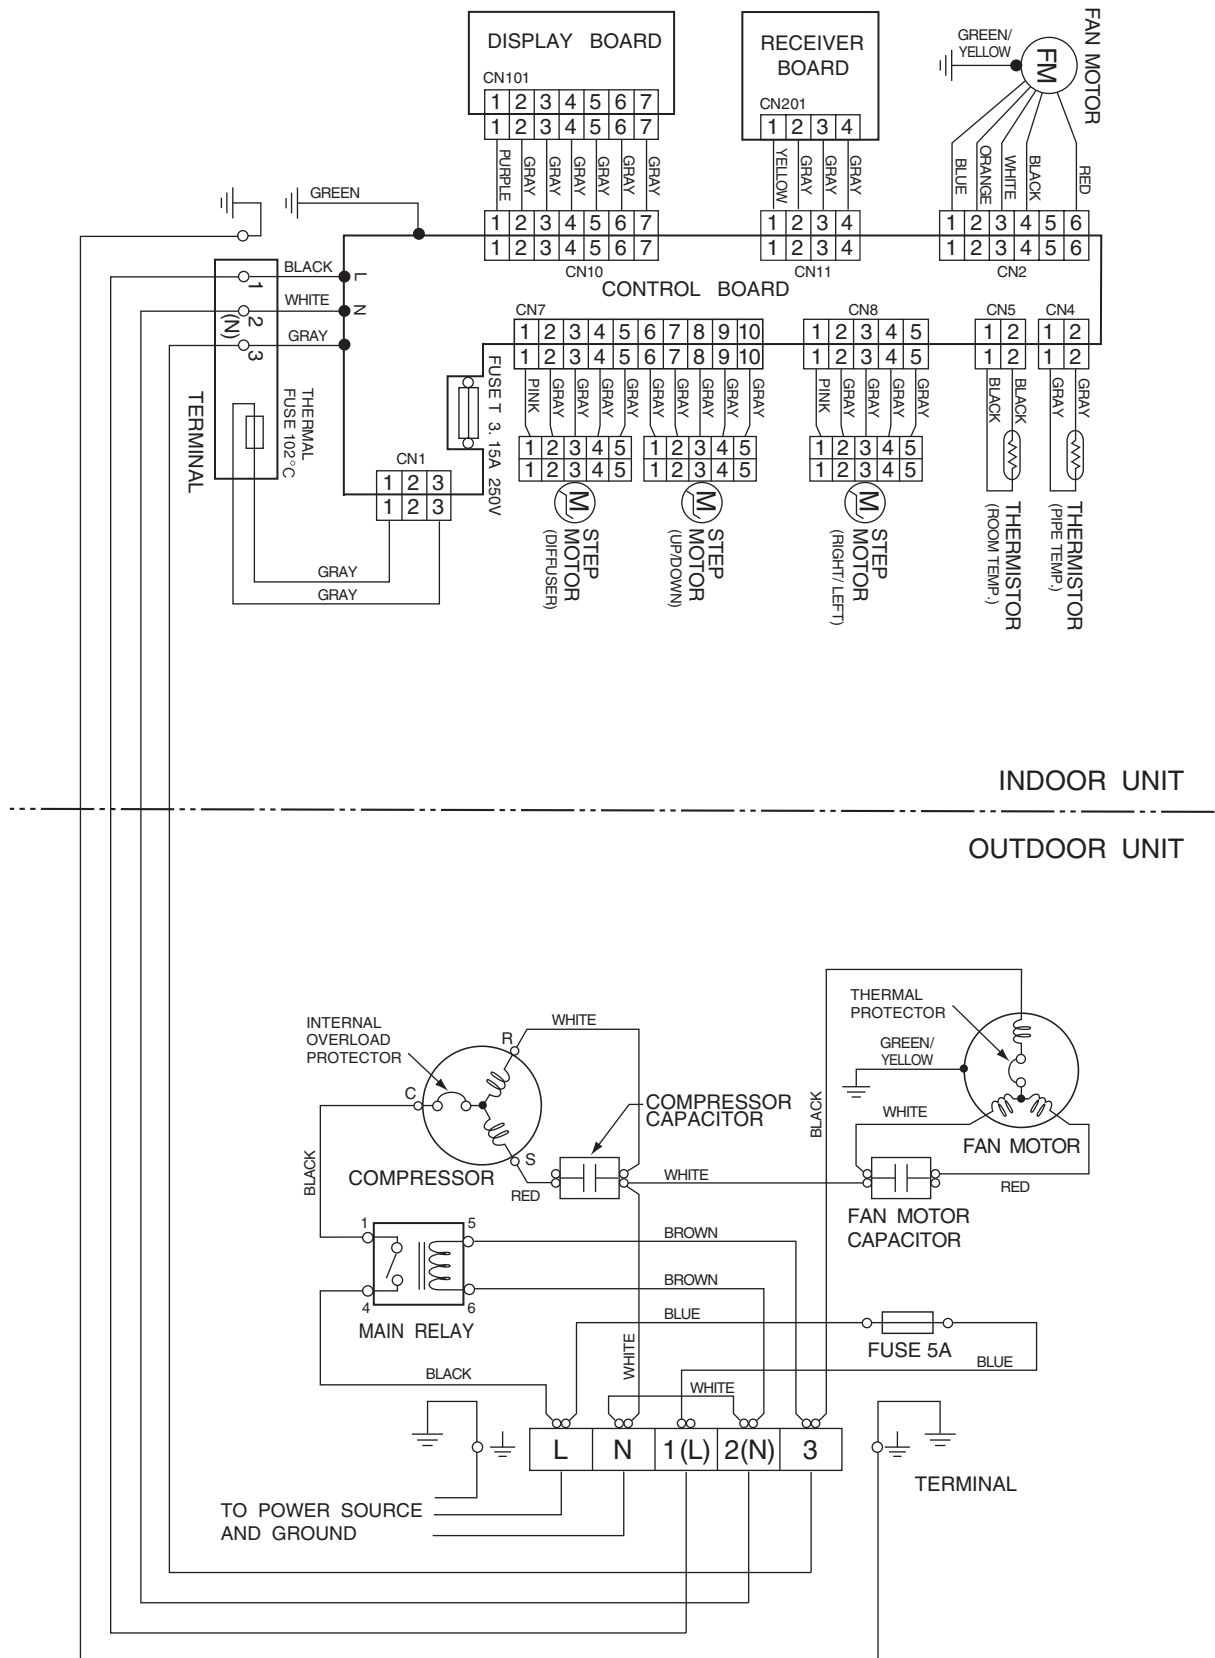 DISPLAY BOARD
CN101
1 2 3 4 5 6 7
1 2 3 4 5 6 7
PURPLE
GRAY
GRAY
GRAY
GRAY
GRAY
GRAY
1 2 3 4 5 6 7
1 2 3 4 5 6 7
CN10
RECEIVER
BOARD
CN201
1 2 3 4
YELLOW
GRAY
GRAY
GRAY
1 2 3 4
1 2 3 4
CN11
GREEN/
YELLOW
FM
FAN MOTOR
BLUE
ORANGE
WHITE
BLACK
RED
1 2 3 4 5 6
1 2 3 4 5 6
CN2
CONTROL BOARD
GREEN
BLACK
L
WHITE
N
GRAY
1
2
(N)
3
TERMINAL
THERMAL
FUSE 102°C
FUSE T 3. 15A 250V
CN1
1 2 3
1 2 3
GRAY
GRAY
CN7
1 2 3 4 5 6 7 8 9 10
1 2 3 4 5 6 7 8 9 10
PINK
GRAY
GRAY
GRAY
GRAY
GRAY
GRAY
GRAY
GRAY
GRAY
1 2 3 4 5
1 2 3 4 5
M
STEP
MOTOR
(DIFFUSER)
1 2 3 4 5
1 2 3 4 5
M
STEP
MOTOR
(UP/DOWN)
CN8
1 2 3 4 5
1 2 3 4 5
PINK
GRAY
GRAY
GRAY
GRAY
1 2 3 4 5
1 2 3 4 5
M
STEP
MOTOR
(RIGHT/ LEFT)
CN5
1 2
1 2
BLACK
BLACK
THERMISTOR
(ROOM TEMP.)
CN4
1 2
1 2
GRAY
GRAY
THERMISTOR
(PIPE TEMP.)
INDOOR UNIT
OUTDOOR UNIT
INTERNAL
OVERLOAD
PROTECTOR
R
WHITE
C
S
COMPRESSOR
BLACK
RED
COMPRESSOR
CAPACITOR
WHITE
THERMAL
PROTECTOR
GREEN/
YELLOW
BLACK
WHITE
FAN MOTOR
RED
FAN MOTOR
CAPACITOR
1
5
4
6
MAIN RELAY
BROWN
BROWN
BLUE
FUSE 5A
BLUE
WHITE
BLACK
WHITE
L N 1(L) 2(N) 3
TERMINAL
TO POWER SOURCE
AND GROUND